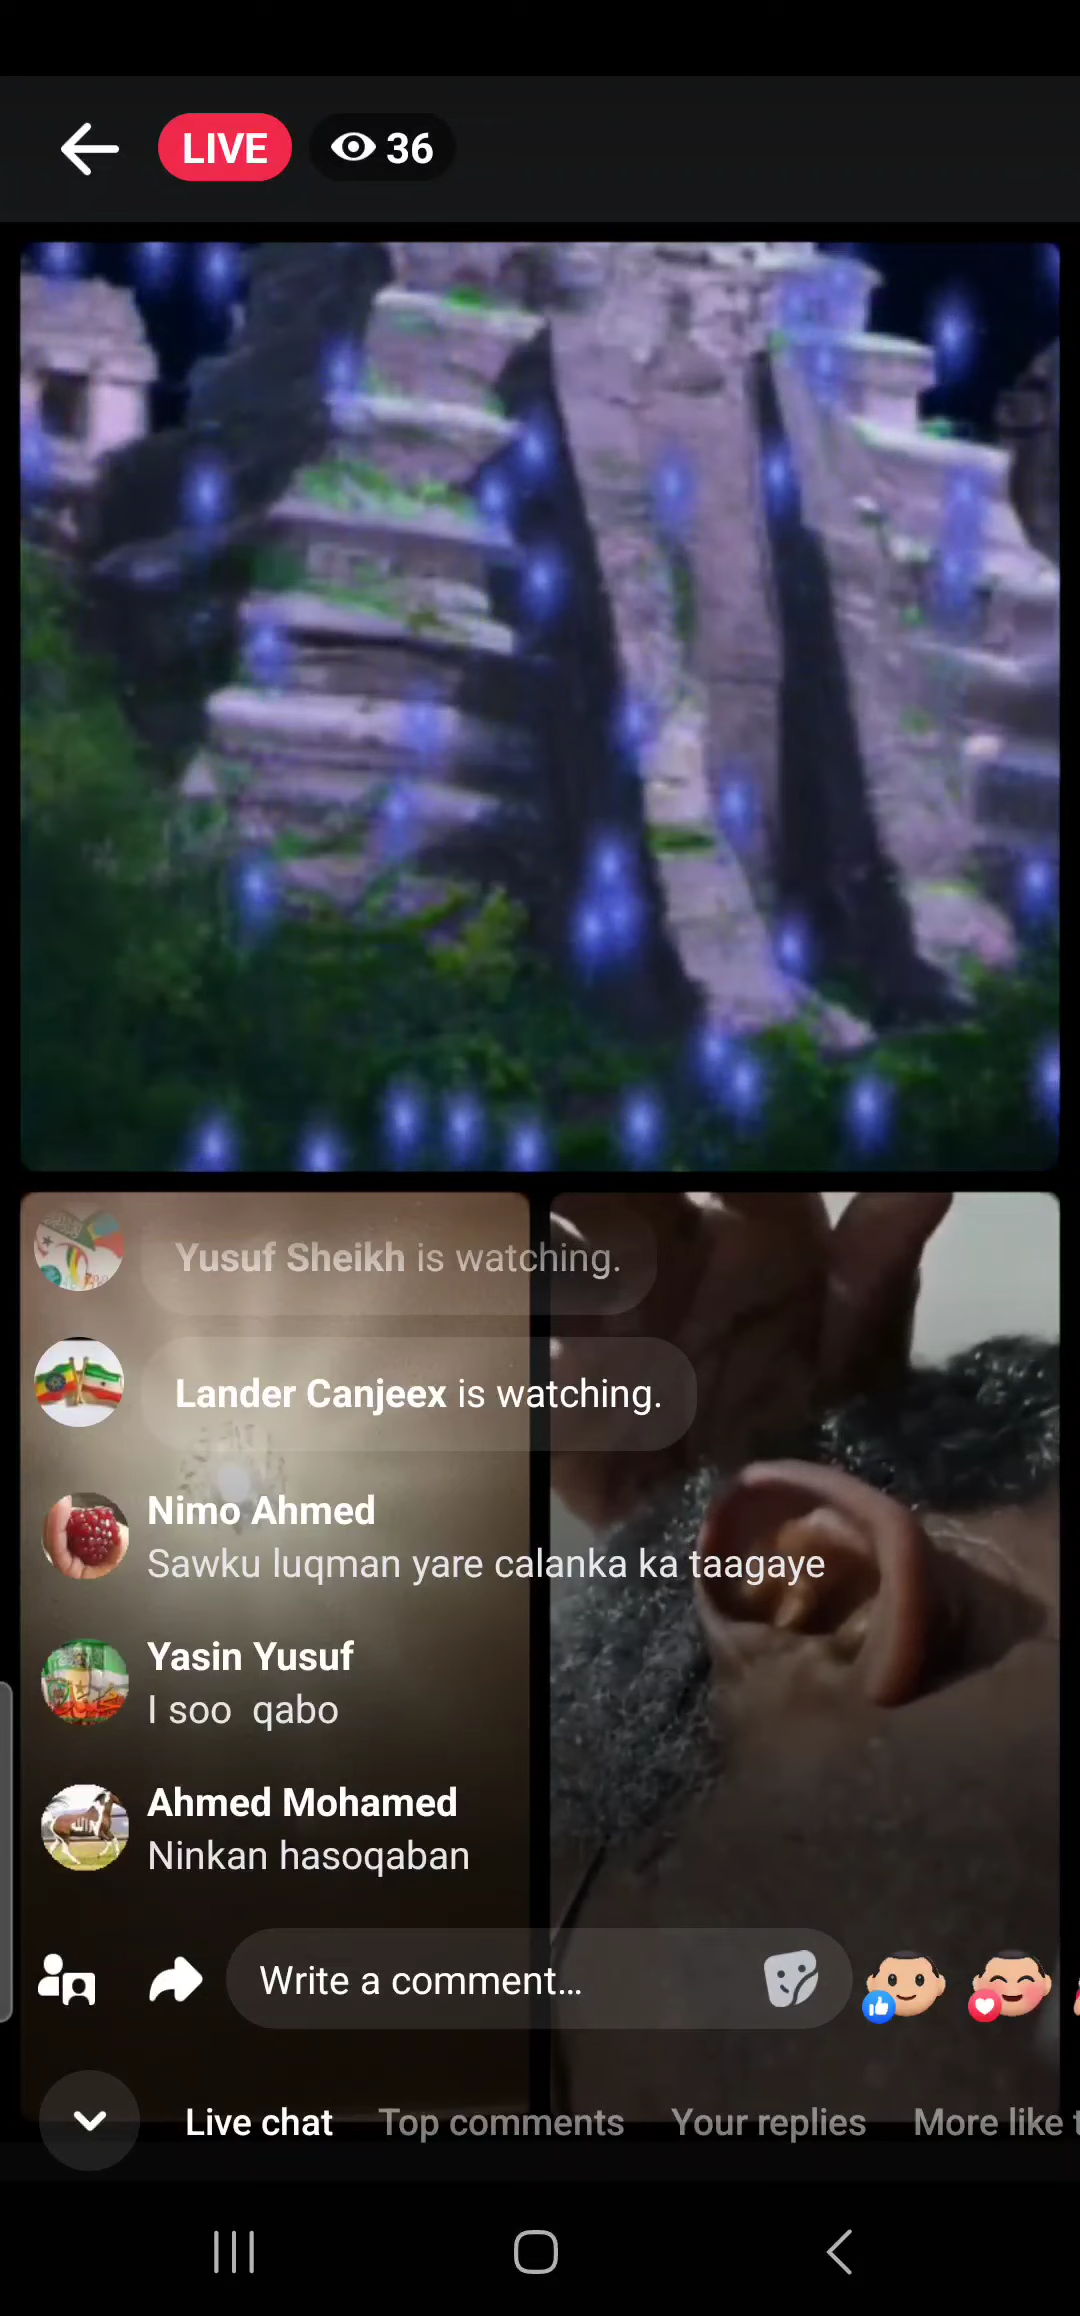 LIVE 36
Yusuf Sheikh is watching.
Lander Canjeex is watching.
Nimo Ahmed
Sawku luqman yare calanka ka taagaye
Yasin Yusuf
I soo qabo
Ahmed Mohamed
Ninkan hasoqaban
Write a comment...
Live chat Top comments Your replies More like